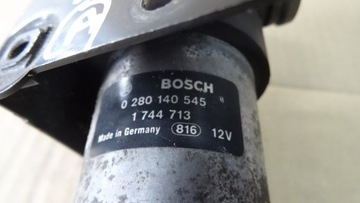 BOSCH
0 280 140 545
1 744 713
Made in Germany 816 12V